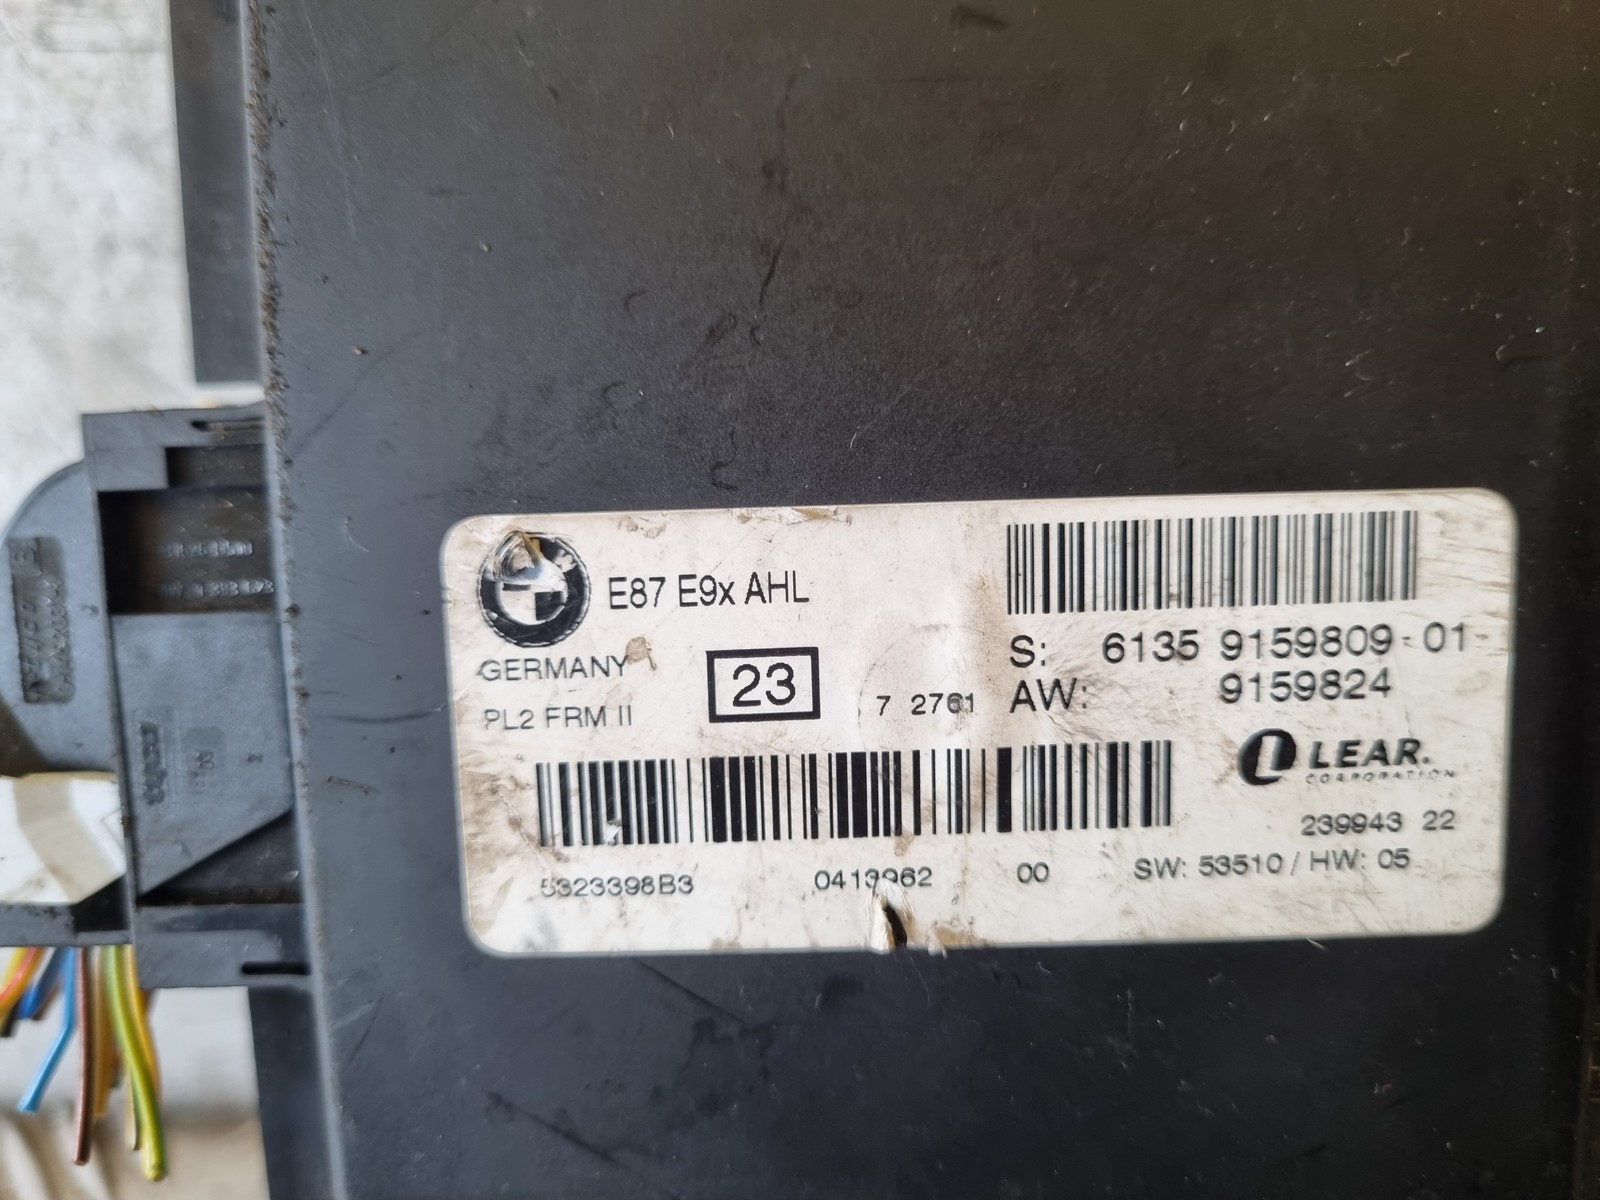 E87 E9x AHL
GERMANY
PL2 FRM II
23
7 2761
S: 6135 9159809-01
AW: 9159824
LEAR.
CORPORATION
239943 22
5323398B3 0413962 00 SW: 53510 / HW: 05
tyco